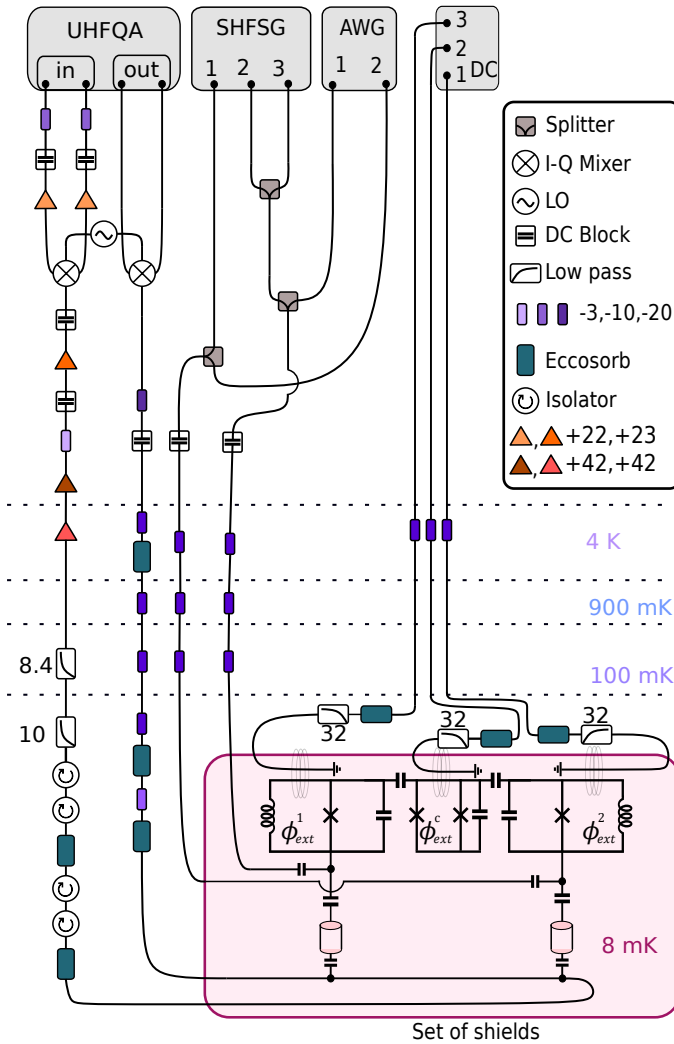 UHFQA
in
out
SHFSG
1 2 3
AWG
1 2
3
2
1
DC
Splitter
I-Q Mixer
LO
DC Block
Low pass
-3,-10,-20
Eccosorb
Isolator
,+22,+23
,+42,+42
4 K
900 mK
100 mK
8.4
10
32
32
32
ϕ¹ext
ϕᶜext
ϕ²ext
8 mK
Set of shields